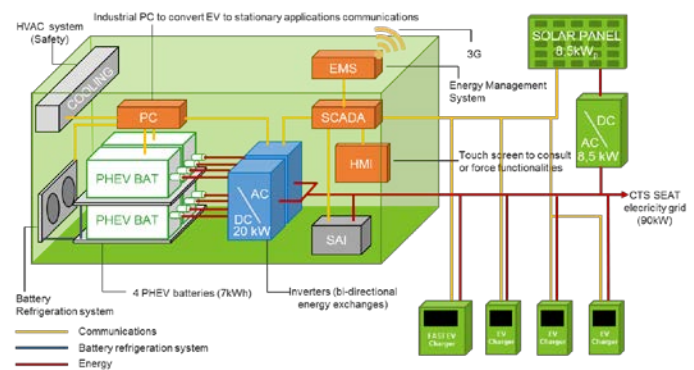 Industrial PC to convert EV to stationary applications communications
HVAC system
(Safety)
3G
SOLAR PANEL
8,5kWp
EMS
Energy Management
System
COOLING
PC
SCADA
DC
AC
8,5 kW
HMI
Touch screen to consult
or force functionalities
PHEV BAT
PHEV BAT
AC
DC
20 kW
SAI
CTS SEAT
elecricity grid
(90kW)
Battery
Refrigeration system
4 PHEV batteries (7kWh)
Inverters (bi-directional
energy exchanges)
Communications
Battery refrigeration system
Energy
FAST EV
Charger
EV
Charger
EV
Charger
EV
Charger